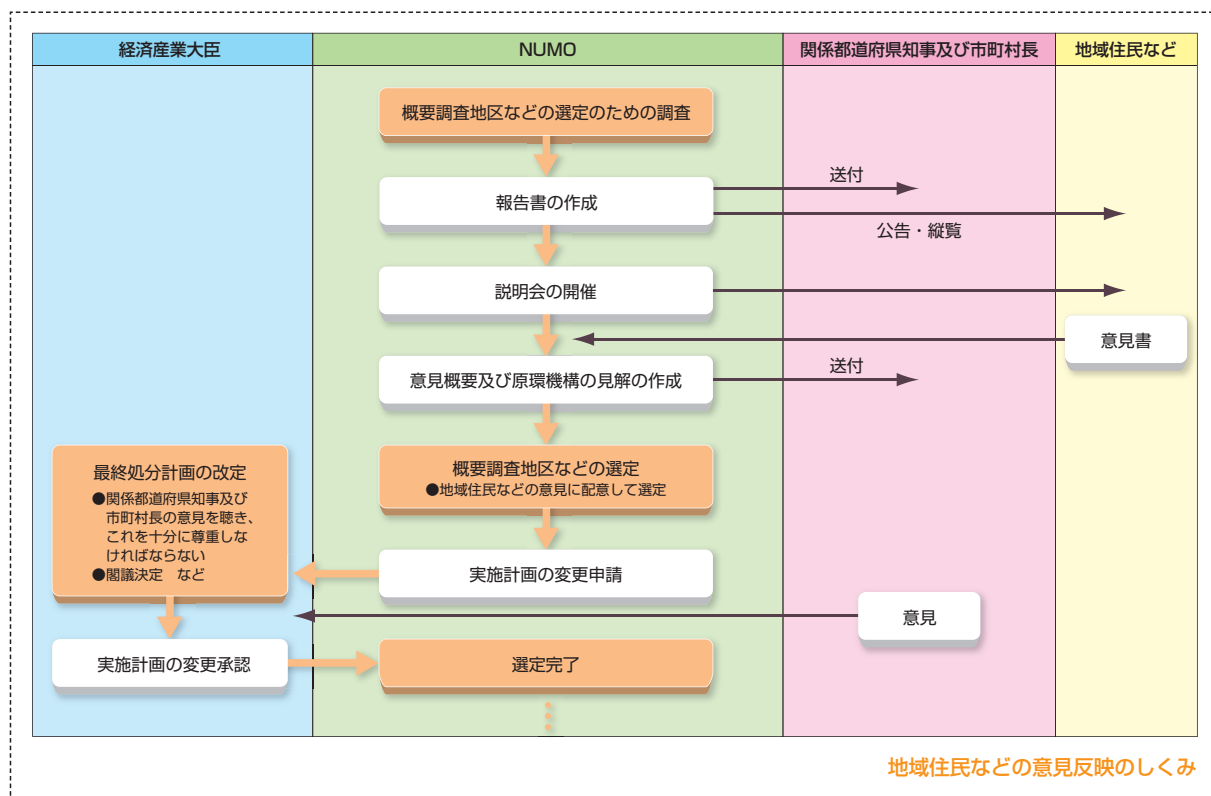 経済産業大臣
NUMO
関係都道府県知事及び市町村長
地域住民など
概要調査地区などの選定のための調査
送付
報告書の作成
公告・縦覧
説明会の開催
意見書
意見概要及び原環機構の見解の作成
送付
概要調査地区などの選定
●地域住民などの意見に配意して選定
最終処分計画の改定
●関係都道府県知事及び
市町村長の意見を聴き、
これを十分に尊重しな
ければならない
●閣議決定　など
実施計画の変更申請
意見
実施計画の変更承認
選定完了
地域住民などの意見反映のしくみ